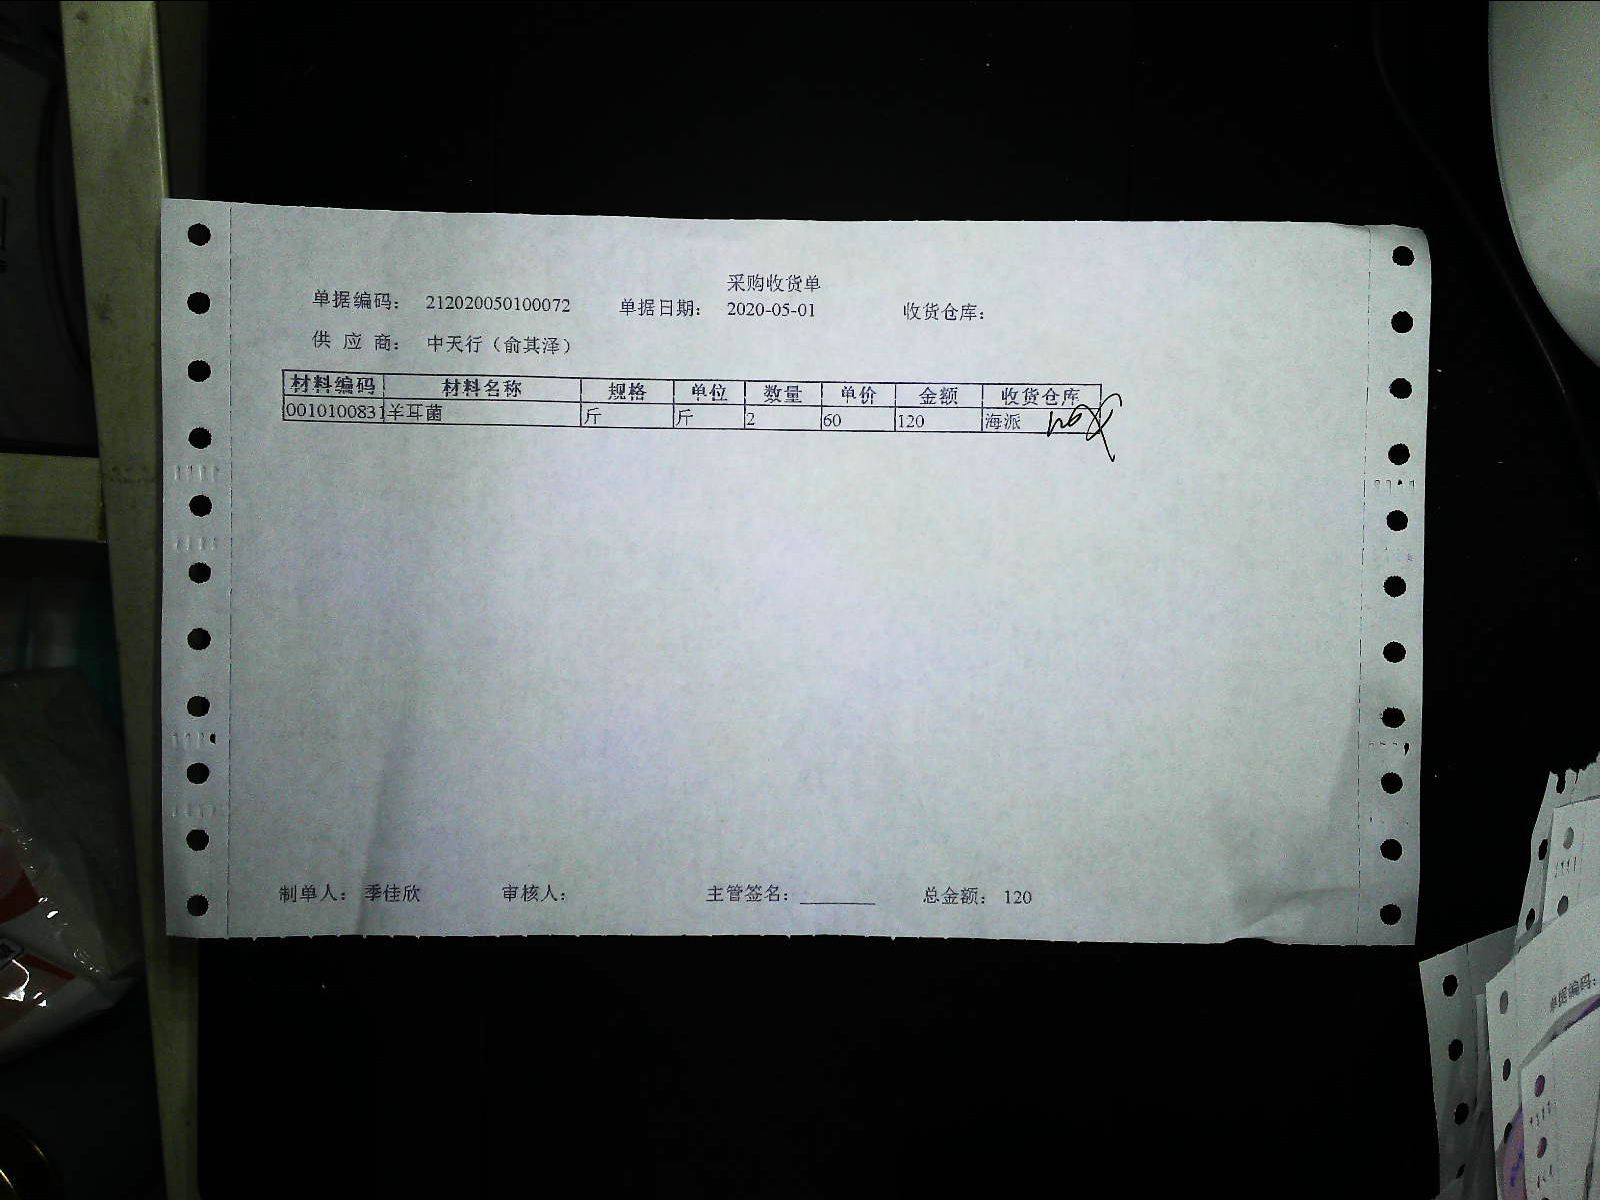 采购收货单
单据编码： 212020050100072 单据日期： 2020-05-01 收货仓库：
供 应 商： 中天行（俞其泽）
材料编码 材料名称 规格 单位 数量 单价 金额 收货仓库
0010100831 羊耳菌 斤 斤 2 60 120 海派
制单人： 季佳欣 审核人： 主管签名： 总金额： 120
单据编码：